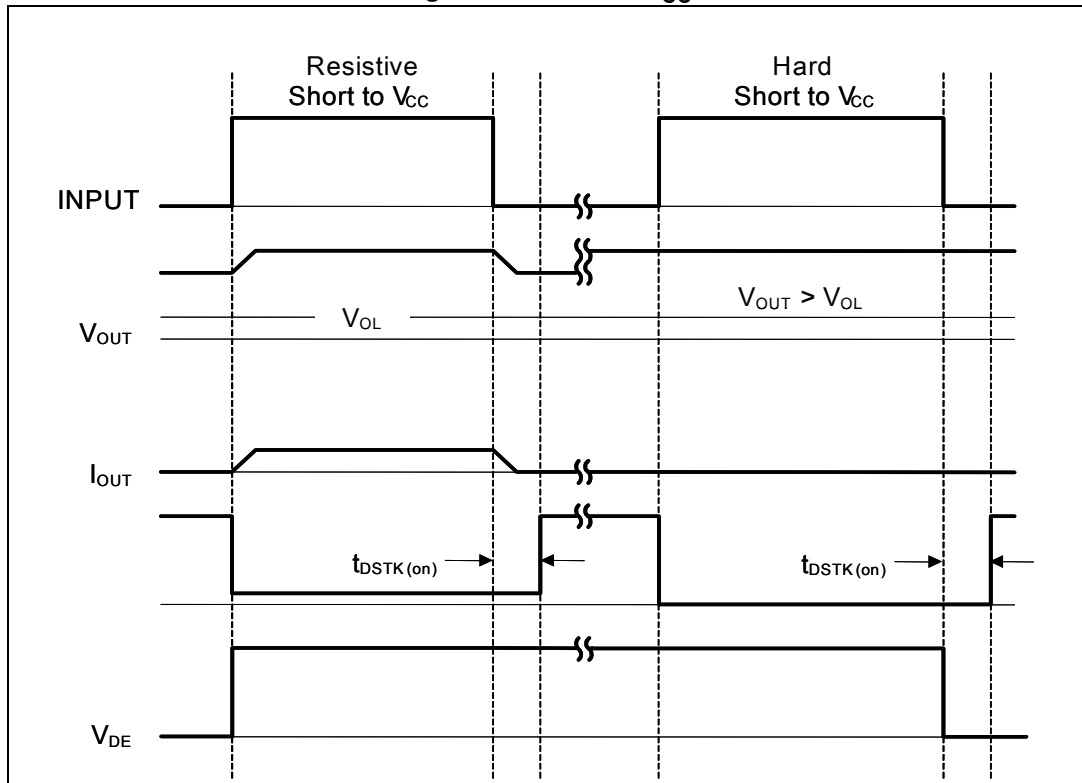 Resistive
Short to VCC
Hard
Short to VCC
INPUT
VOUT > VOL
VOL
VOUT
IOUT
tDSTK(on)
tDSTK(on)
VDE